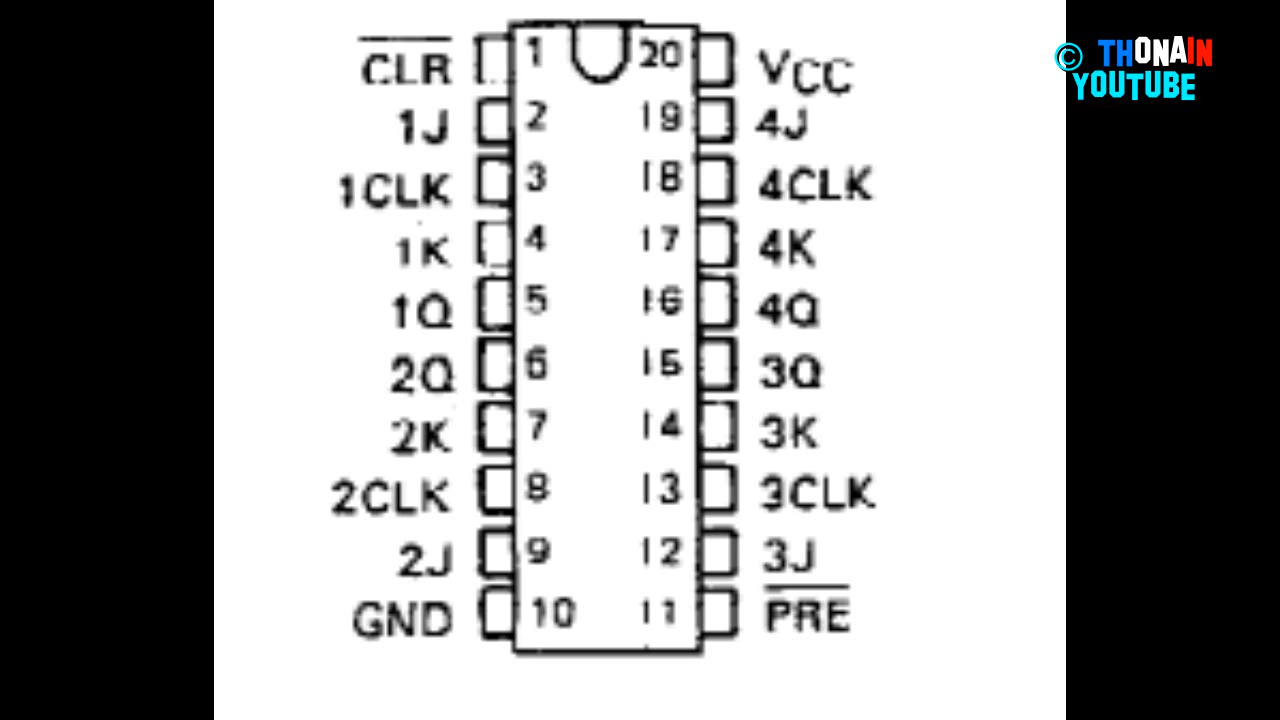 CLR 1 20 VCC
1J 2 19 4J
1CLK 3 18 4CLK
1K 4 17 4K
1Q 5 16 4Q
2Q 6 15 3Q
2K 7 14 3K
2CLK 8 13 3CLK
2J 9 12 3J
GND 10 11 PRE
© THONAIN
YOUTUBE